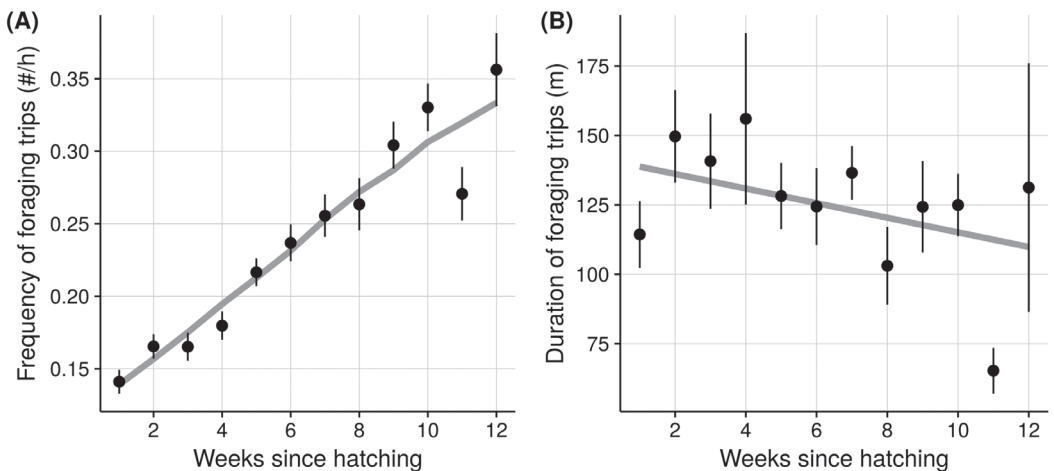 (A)
Frequency of foraging trips (#/h)
0.35
0.30
0.25
0.20
0.15
2 4 6 8 10 12
Weeks since hatching
(B)
Duration of foraging trips (m)
175
150
125
100
75
2 4 6 8 10 12
Weeks since hatching